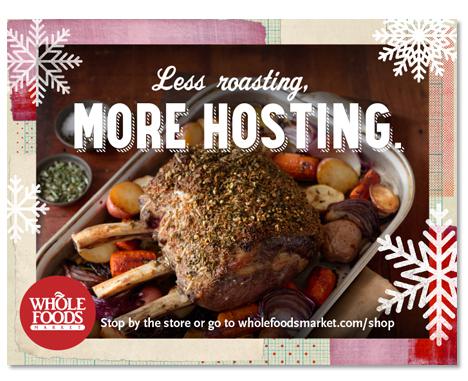 Less roasting,
MORE HOSTING.
WHOLE
FOODS
MARKET
Stop by the store or go to wholefoodsmarket.com/shop